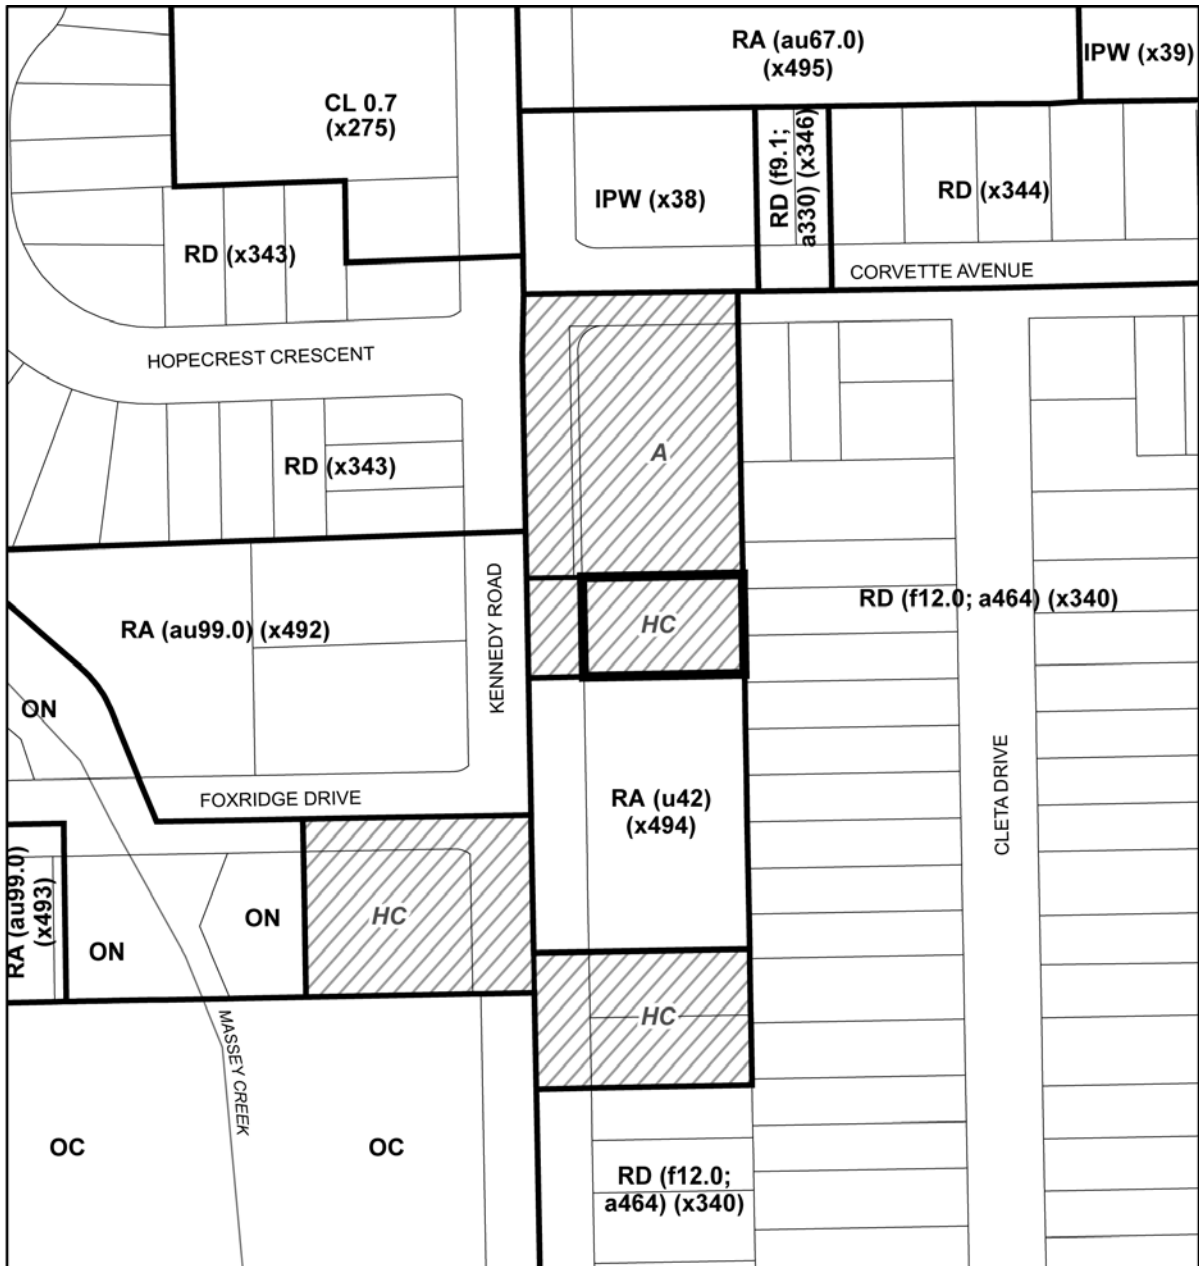 RA (au67.0)
(x495)
IPW (x39)
CL 0.7
(x275)
RD (f9.1;
a330) (x346)
IPW (x38)
RD (x344)
RD (x343)
CORVETTE AVENUE
HOPECREST CRESCENT
A
RD (x343)
KENNEDY ROAD
RD (f12.0; a464) (x340)
HC
RA (au99.0) (x492)
ON
CLETA DRIVE
FOXRIDGE DRIVE
RA (u42)
(x494)
RA (au99.0)
(x493)
ON
HC
ON
HC
MASSEY CREEK
OC
OC
RD (f12.0;
a464) (x340)